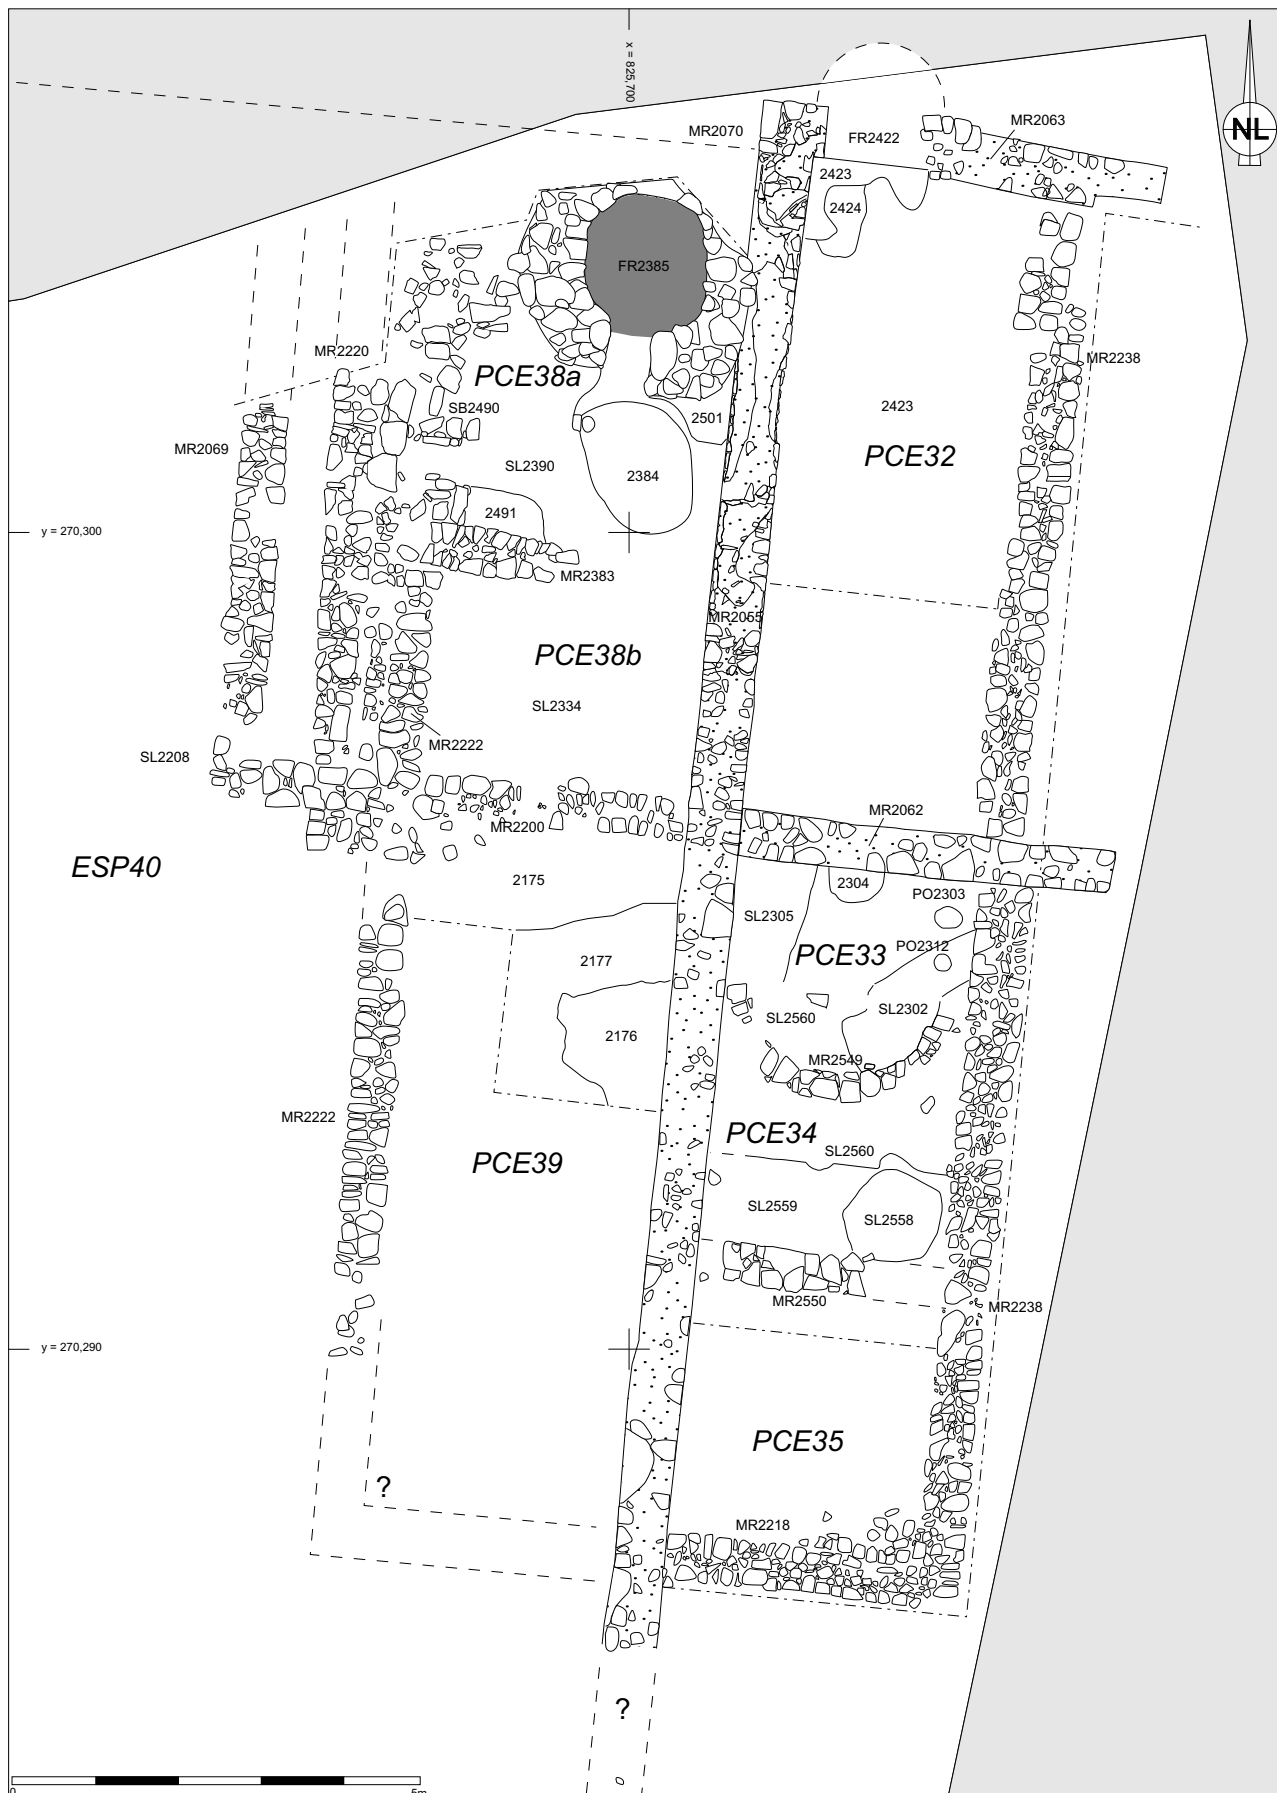 x = 825,700
NL
MR2070
FR2422
MR2063
2423
2424
FR2385
MR2220
MR2238
PCE38a
SB2490
2501
2423
MR2069
PCE32
SL2390
2384
2491
y = 270,300
MR2383
MR2055
PCE38b
SL2334
MR2222
SL2208
MR2062
MR2200
ESP40
2175
2304
PO2303
SL2305
PO2312
PCE33
2177
SL2560
SL2302
2176
MR2549
MR2222
PCE34
SL2560
PCE39
SL2559
SL2558
MR2550
MR2238
y = 270,290
PCE35
?
MR2218
?
0
5m